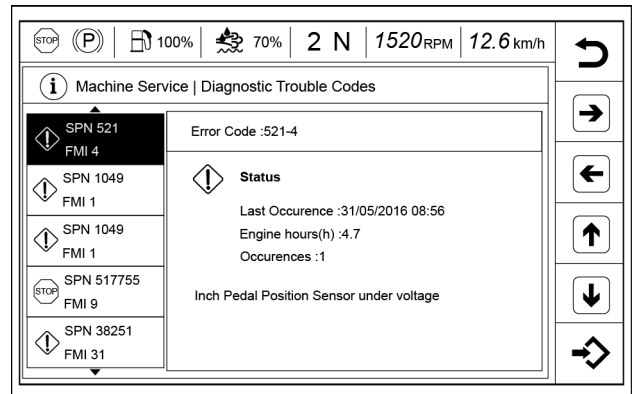 STOP P 100% 70% 2 N 1520 RPM 12.6 km/h
i Machine Service | Diagnostic Trouble Codes
SPN 521
FMI 4
SPN 1049
FMI 1
SPN 1049
FMI 1
STOP
SPN 517755
FMI 9
SPN 38251
FMI 31
Error Code :521-4
Status
Last Occurence :31/05/2016 08:56
Engine hours(h) :4.7
Occurences :1
Inch Pedal Position Sensor under voltage